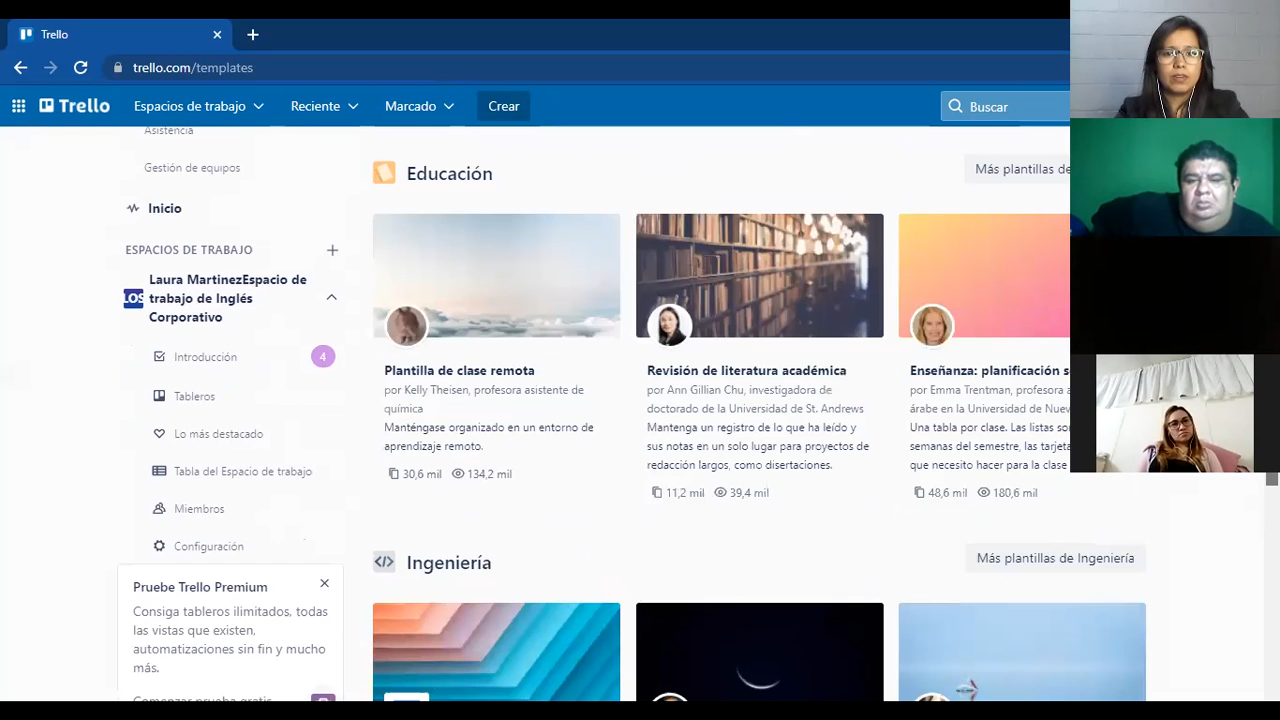 Trello
trello.com/templates
Trello
Espacios de trabajo
Reciente
Marcado
Crear
Buscar
Asistencia
Gestión de equipos
Inicio
ESPACIOS DE TRABAJO
Laura MartinezEspacio de
trabajo de Inglés
Corporativo
Introducción
4
Tableros
Lo más destacado
Tabla del Espacio de trabajo
Miembros
Configuración
Pruebe Trello Premium
Consiga tableros ilimitados, todas
las vistas que existen,
automatizaciones sin fin y mucho
más.
Comenzar prueba gratis
Educación
Más plantillas de
Plantilla de clase remota
por Kelly Theisen, profesora asistente de
química
Manténgase organizado en un entorno de
aprendizaje remoto.
30,6 mil
134,2 mil
Revisión de literatura académica
por Ann Gillian Chu, investigadora de
doctorado de la Universidad de St. Andrews
Mantenga un registro de lo que ha leído y
sus notas en un solo lugar para proyectos de
redacción largos, como disertaciones.
11,2 mil
39,4 mil
Enseñanza: planificación s
por Emma Trentman, profesora a
árabe en la Universidad de Nuev
Una tabla por clase. Las listas so
semanas del semestre, las tarjeta
que necesito hacer para la clase
48,6 mil
180,6 mil
Ingeniería
Más plantillas de Ingeniería